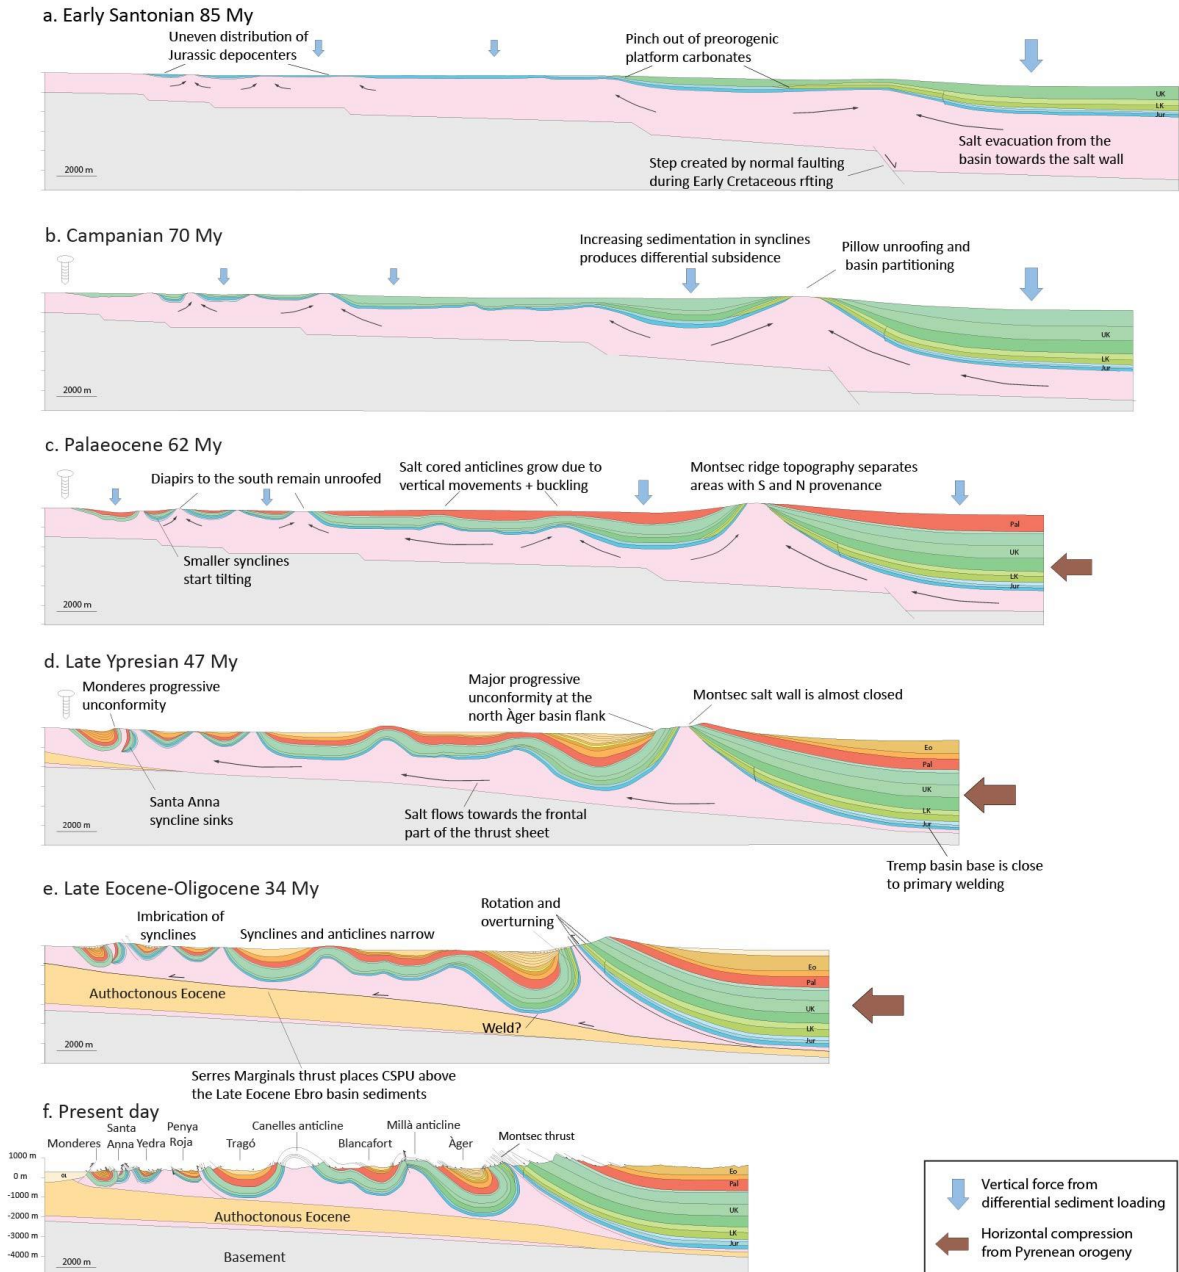 a. Early Santonian 85 My
Uneven distribution of
Jurassic depocenters
Pinch out of preorogenic
platform carbonates
UK
LK
Jur
Salt evacuation from the
basin towards the salt wall
Step created by normal faulting
during Early Cretaceous rfting
2000 m
b. Campanian 70 My
Increasing sedimentation in synclines
produces differential subsidence
Pillow unroofing and
basin partitioning
UK
LK
Jur
2000 m
c. Palaeocene 62 My
Diapirs to the south remain unroofed
Salt cored anticlines grow due to
vertical movements + buckling
Montsec ridge topography separates
areas with S and N provenance
Pal
UK
LK
Jur
Smaller synclines
start tilting
2000 m
d. Late Ypresian 47 My
Monderes progressive
unconformity
Major progressive
unconformity at the
north Àger basin flank
Montsec salt wall is almost closed
Eo
Pal
UK
LK
Jur
Santa Anna
syncline sinks
Salt flows towards the frontal
part of the thrust sheet
2000 m
Tremp basin base is close
to primary welding
e. Late Eocene-Oligocene 34 My
Imbrication of
synclines
Synclines and anticlines narrow
Rotation and
overturning
Eo
Pal
UK
LK
Jur
Authoctonous Eocene
Weld?
2000 m
Serres Marginals thrust places CSPU above
the Late Eocene Ebro basin sediments
f. Present day
Monderes
Santa
Anna
Yedra
Penya
Roja
Tragó
Canelles anticline
Blancafort
Millà anticline
Àger
Montsec thrust
1000 m
0 m
-1000 m
-2000 m
-3000 m
-4000 m
OL
Eo
Pal
UK
LK
Jur
Authoctonous Eocene
Basement
2000 m
Vertical force from
differential sediment loading
Horizontal compression
from Pyrenean orogeny